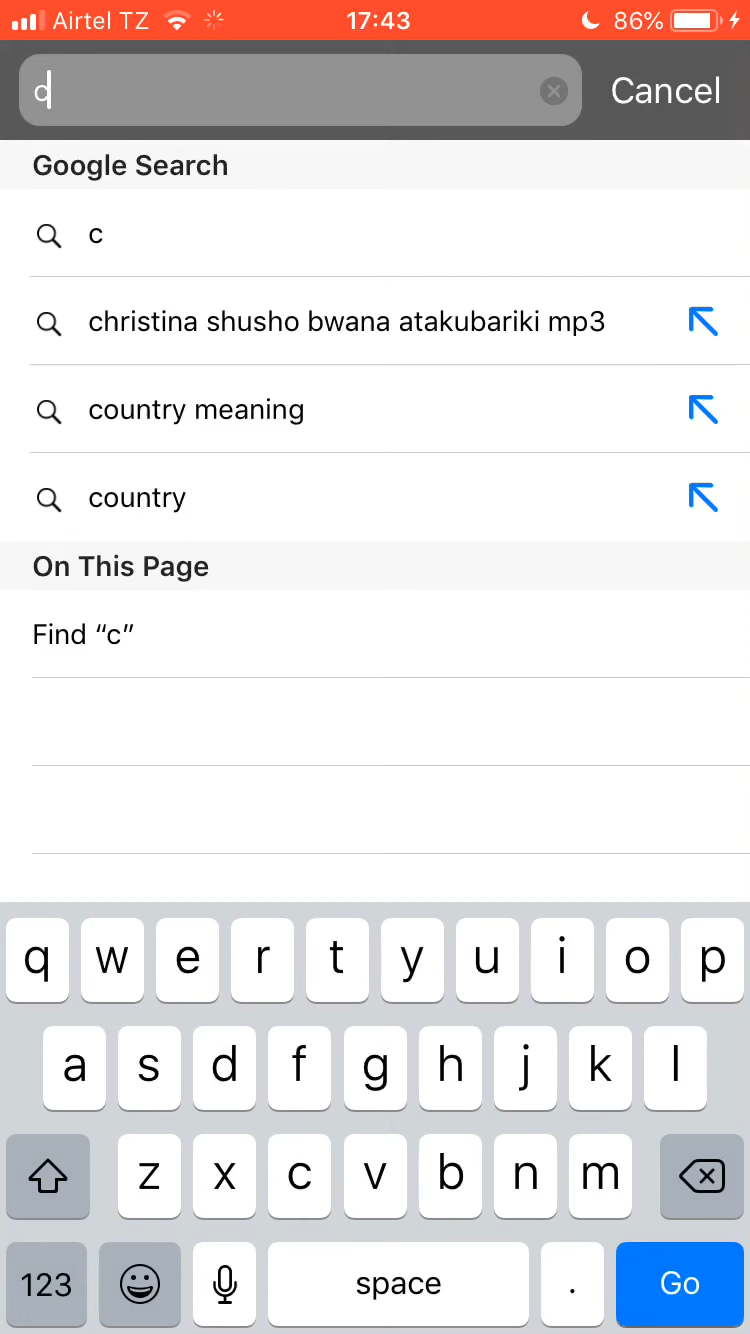 Airtel TZ 17:43 86%
c Cancel
Google Search
c
christina shusho bwana atakubariki mp3
country meaning
country
On This Page
Find “c”
q w e r t y u i o p
a s d f g h j k l
z x c v b n m
123 space . Go